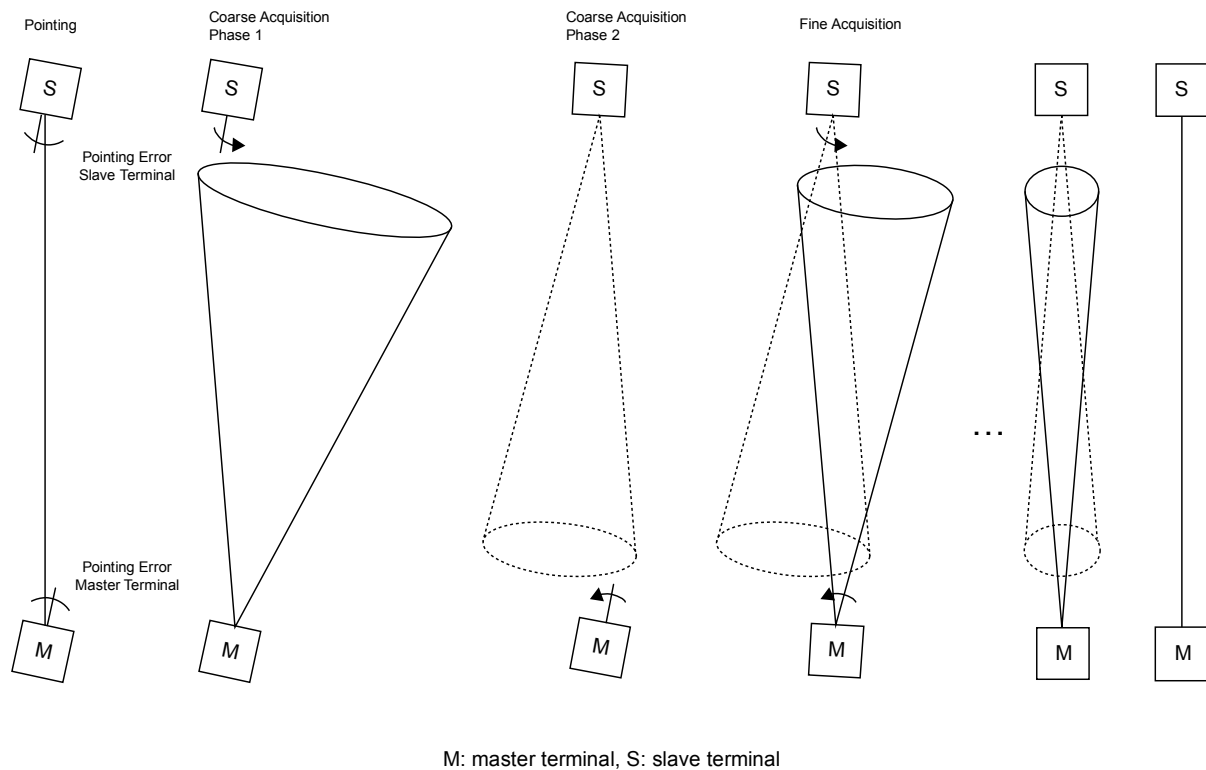 Pointing
Coarse Acquisition
Phase 1
Coarse Acquisition
Phase 2
Fine Acquisition
S
S
S
S
S
S
Pointing Error
Slave Terminal
...
Pointing Error
Master Terminal
M
M
M
M
M
M
M: master terminal, S: slave terminal